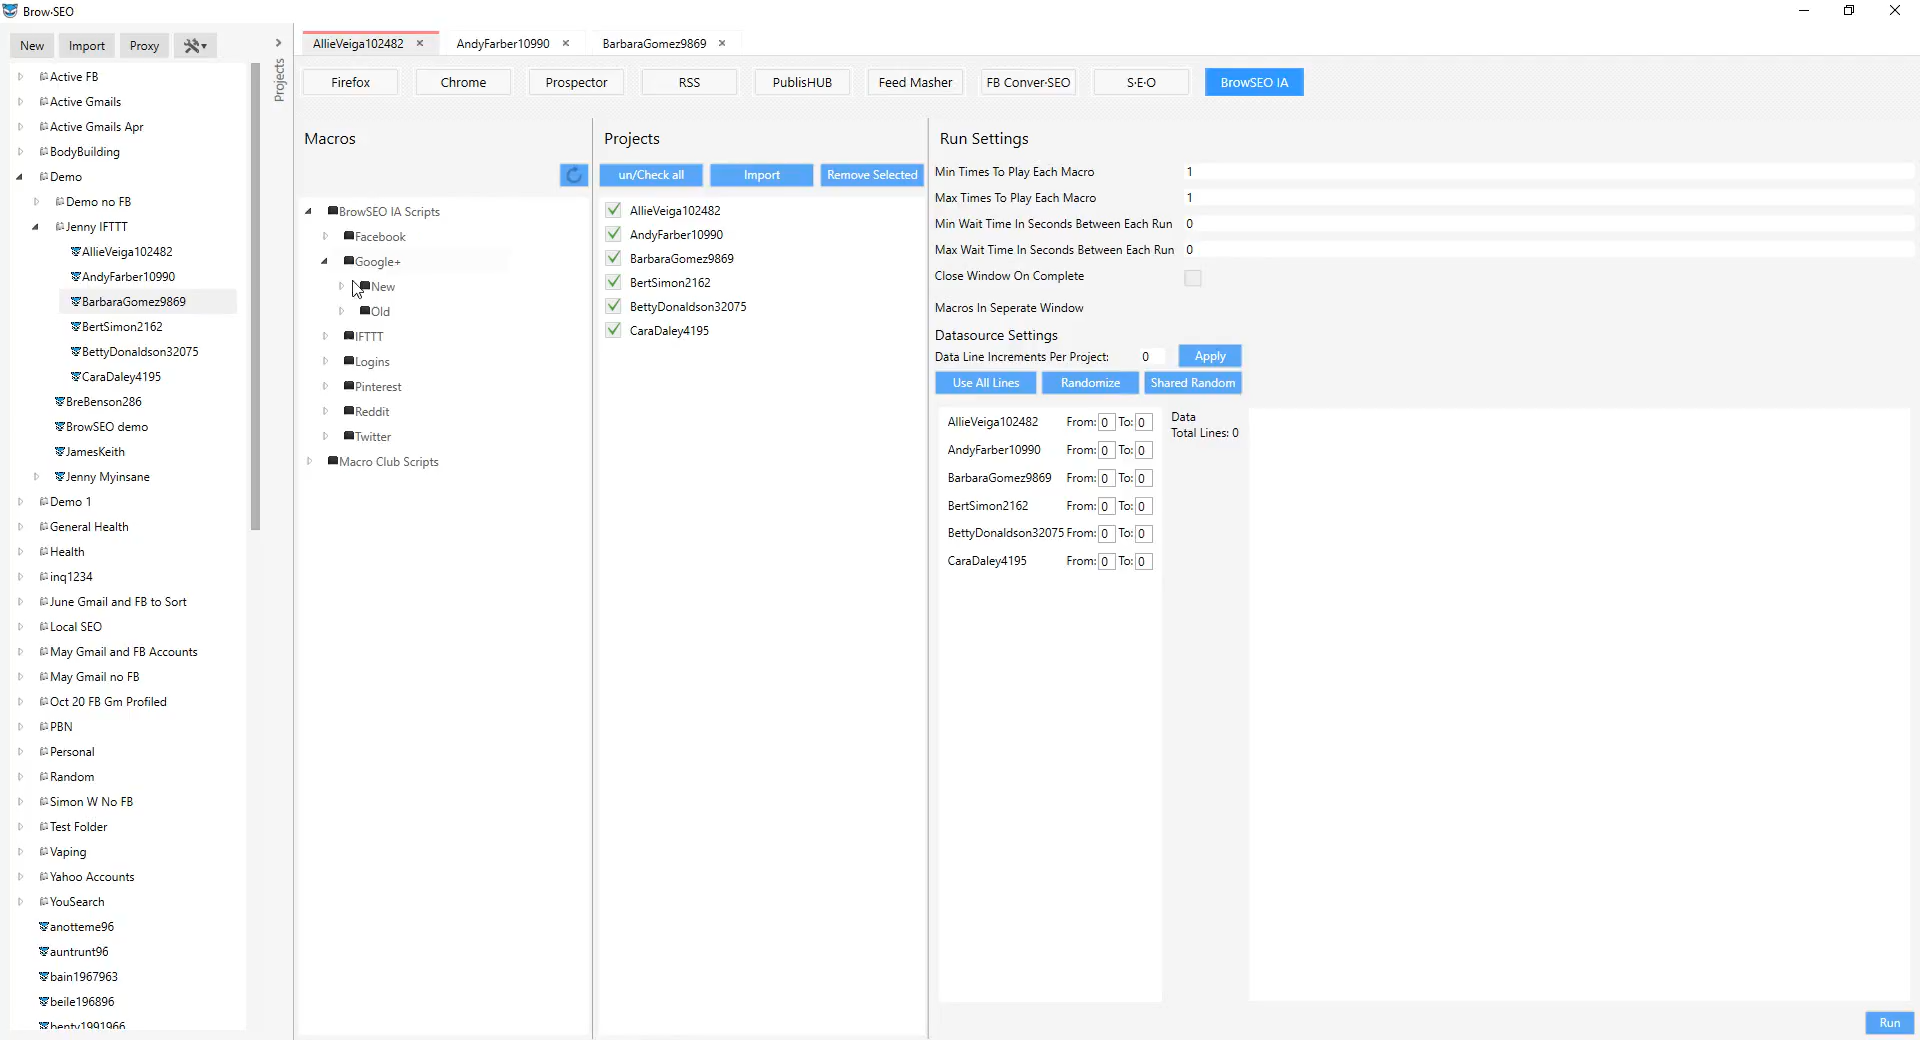 Brow·SEO
New
Import
Proxy
Projects
Active FB
Active Gmails
Active Gmails Apr
BodyBuilding
Demo
Demo no FB
Jenny IFTTT
AllieVeiga102482
AndyFarber10990
BarbaraGomez9869
BertSimon2162
BettyDonaldson32075
CaraDaley4195
BreBenson286
BrowSEO demo
JamesKeith
Jenny Myinsane
Demo 1
General Health
Health
inq1234
June Gmail and FB to Sort
Local SEO
May Gmail and FB Accounts
May Gmail no FB
Oct 20 FB Gm Profiled
PBN
Personal
Random
Simon W No FB
Test Folder
Vaping
Yahoo Accounts
YouSearch
anotteme96
auntrunt96
bain1967963
beile196896
benty1991966
AllieVeiga102482
AndyFarber10990
BarbaraGomez9869
Firefox
Chrome
Prospector
RSS
PublisHUB
Feed Masher
FB Conver·SEO
S·E·O
BrowSEO IA
Macros
BrowSEO IA Scripts
Facebook
Google+
New
Old
IFTTT
Logins
Pinterest
Reddit
Twitter
Macro Club Scripts
Projects
un/Check all
Import
Remove Selected
AllieVeiga102482
AndyFarber10990
BarbaraGomez9869
BertSimon2162
BettyDonaldson32075
CaraDaley4195
Run Settings
Min Times To Play Each Macro 1
Max Times To Play Each Macro 1
Min Wait Time In Seconds Between Each Run 0
Max Wait Time In Seconds Between Each Run 0
Close Window On Complete
Macros In Seperate Window
Datasource Settings
Data Line Increments Per Project: 0 Apply
Use All Lines
Randomize
Shared Random
AllieVeiga102482 From: 0 To: 0
AndyFarber10990 From: 0 To: 0
BarbaraGomez9869 From: 0 To: 0
BertSimon2162 From: 0 To: 0
BettyDonaldson32075 From: 0 To: 0
CaraDaley4195 From: 0 To: 0
Data
Total Lines: 0
Run